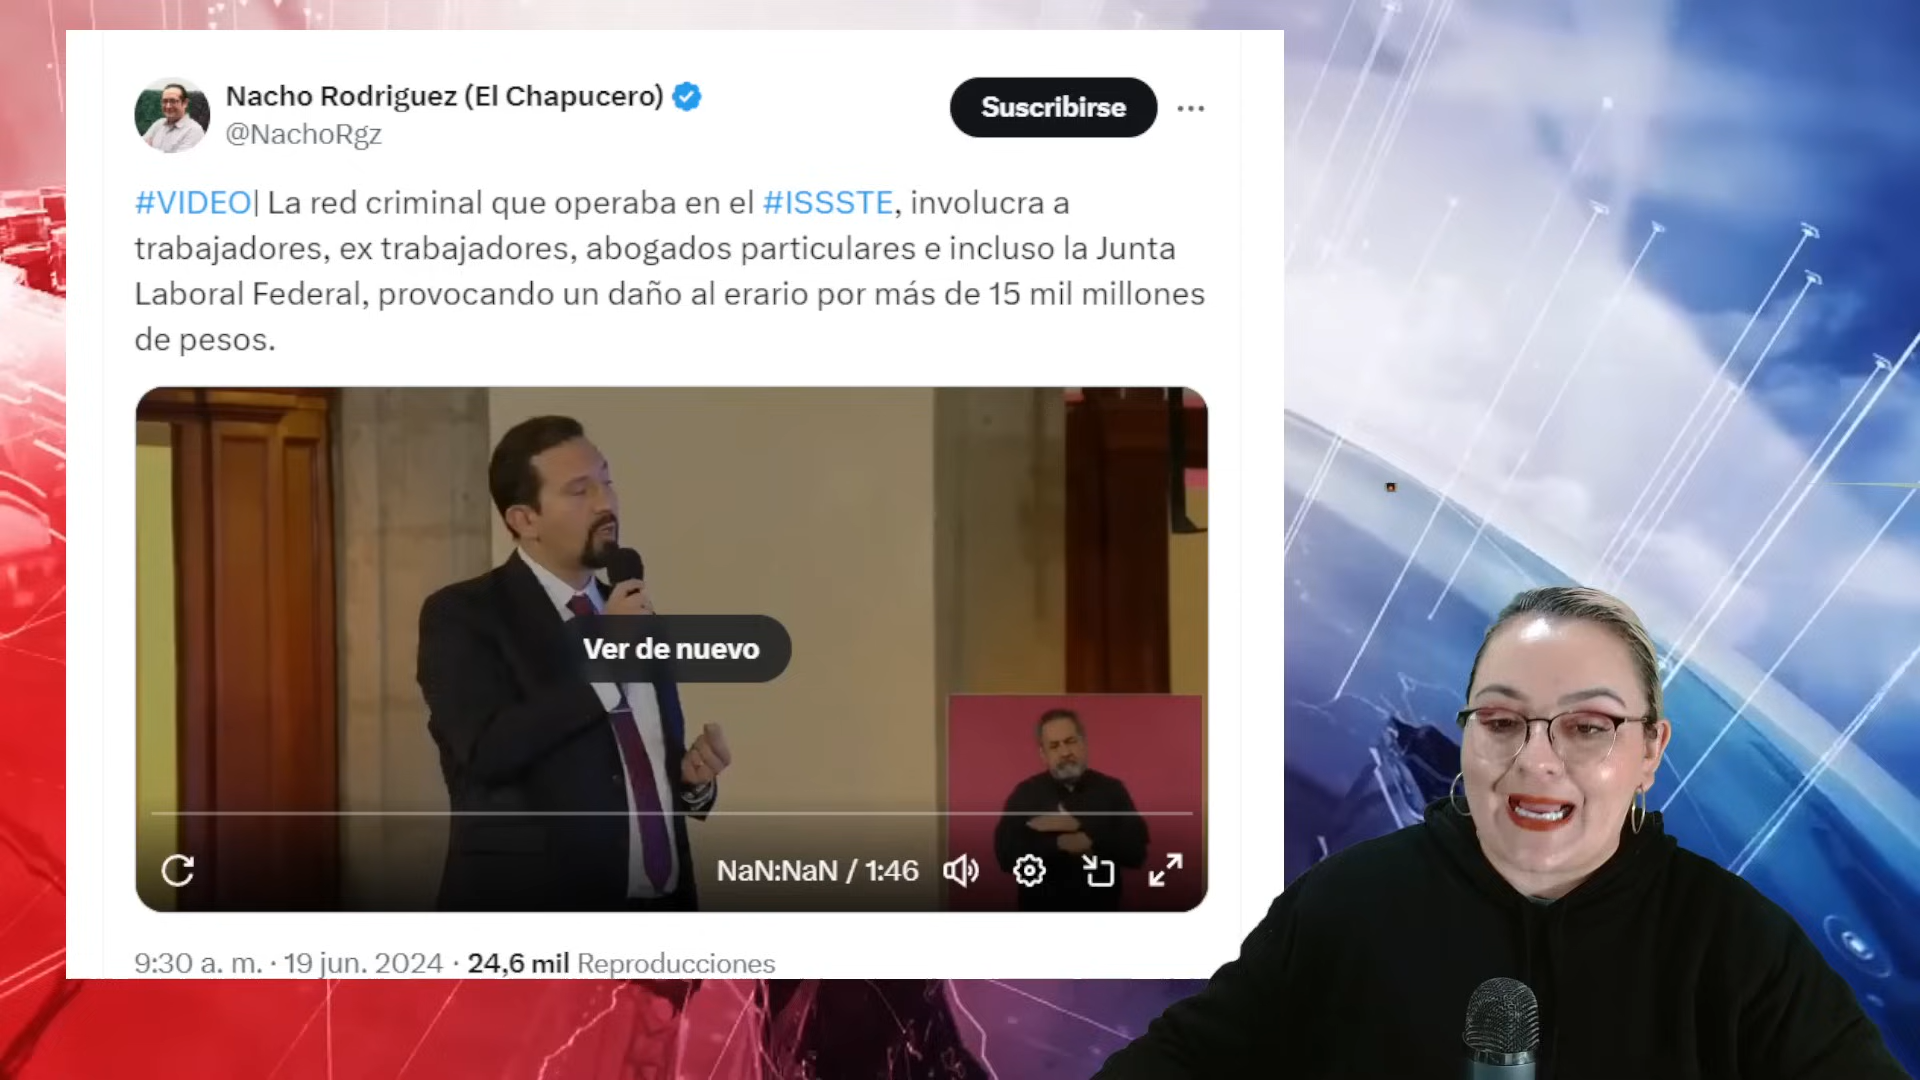 Nacho Rodriguez (El Chapucero)
@NachoRgz
Suscribirse
#VIDEO| La red criminal que operaba en el #ISSSTE, involucra a
trabajadores, ex trabajadores, abogados particulares e incluso la Junta
Laboral Federal, provocando un daño al erario por más de 15 mil millones
de pesos.
Ver de nuevo
NaN:NaN / 1:46
9:30 a. m. · 19 jun. 2024 · 24,6 mil Reproducciones